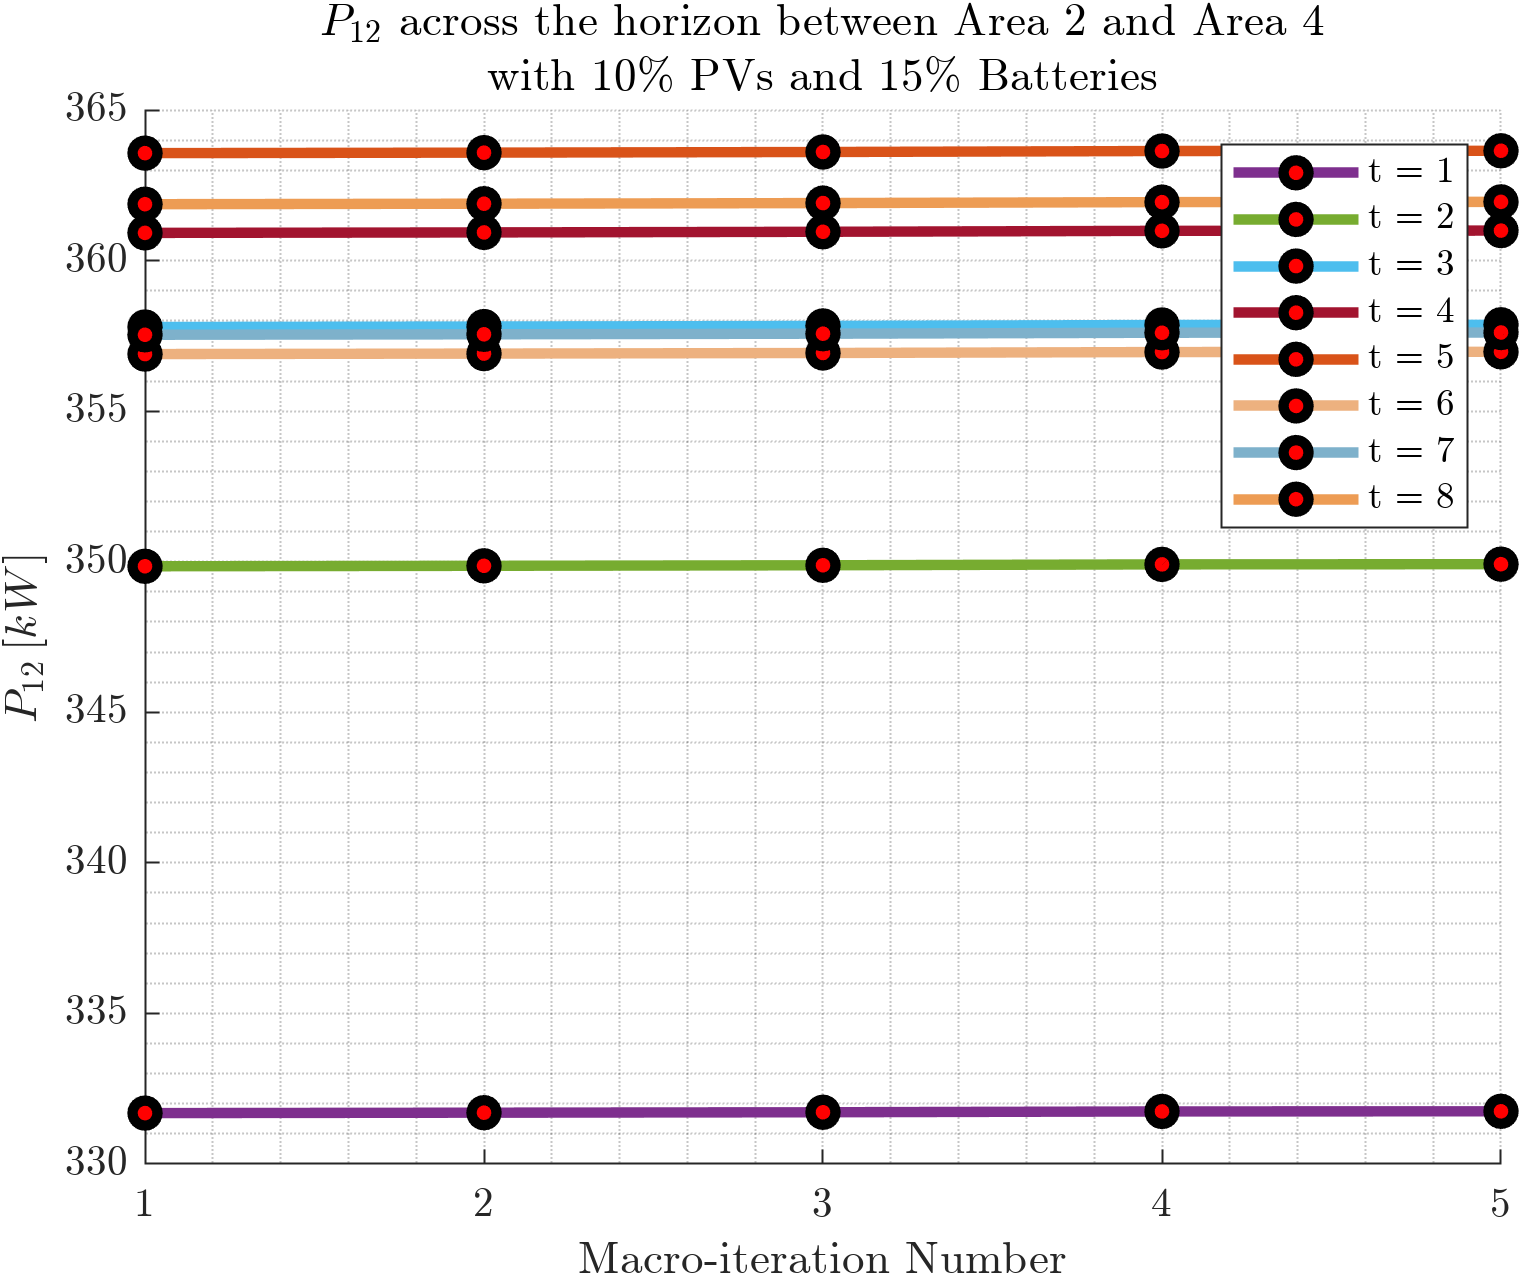 P₁₂ across the horizon between Area 2 and Area 4
with 10% PVs and 15% Batteries
365
360
355
350
345
340
335
330
P₁₂ [kW]
t = 1
t = 2
t = 3
t = 4
t = 5
t = 6
t = 7
t = 8
1 2 3 4 5
Macro-iteration Number